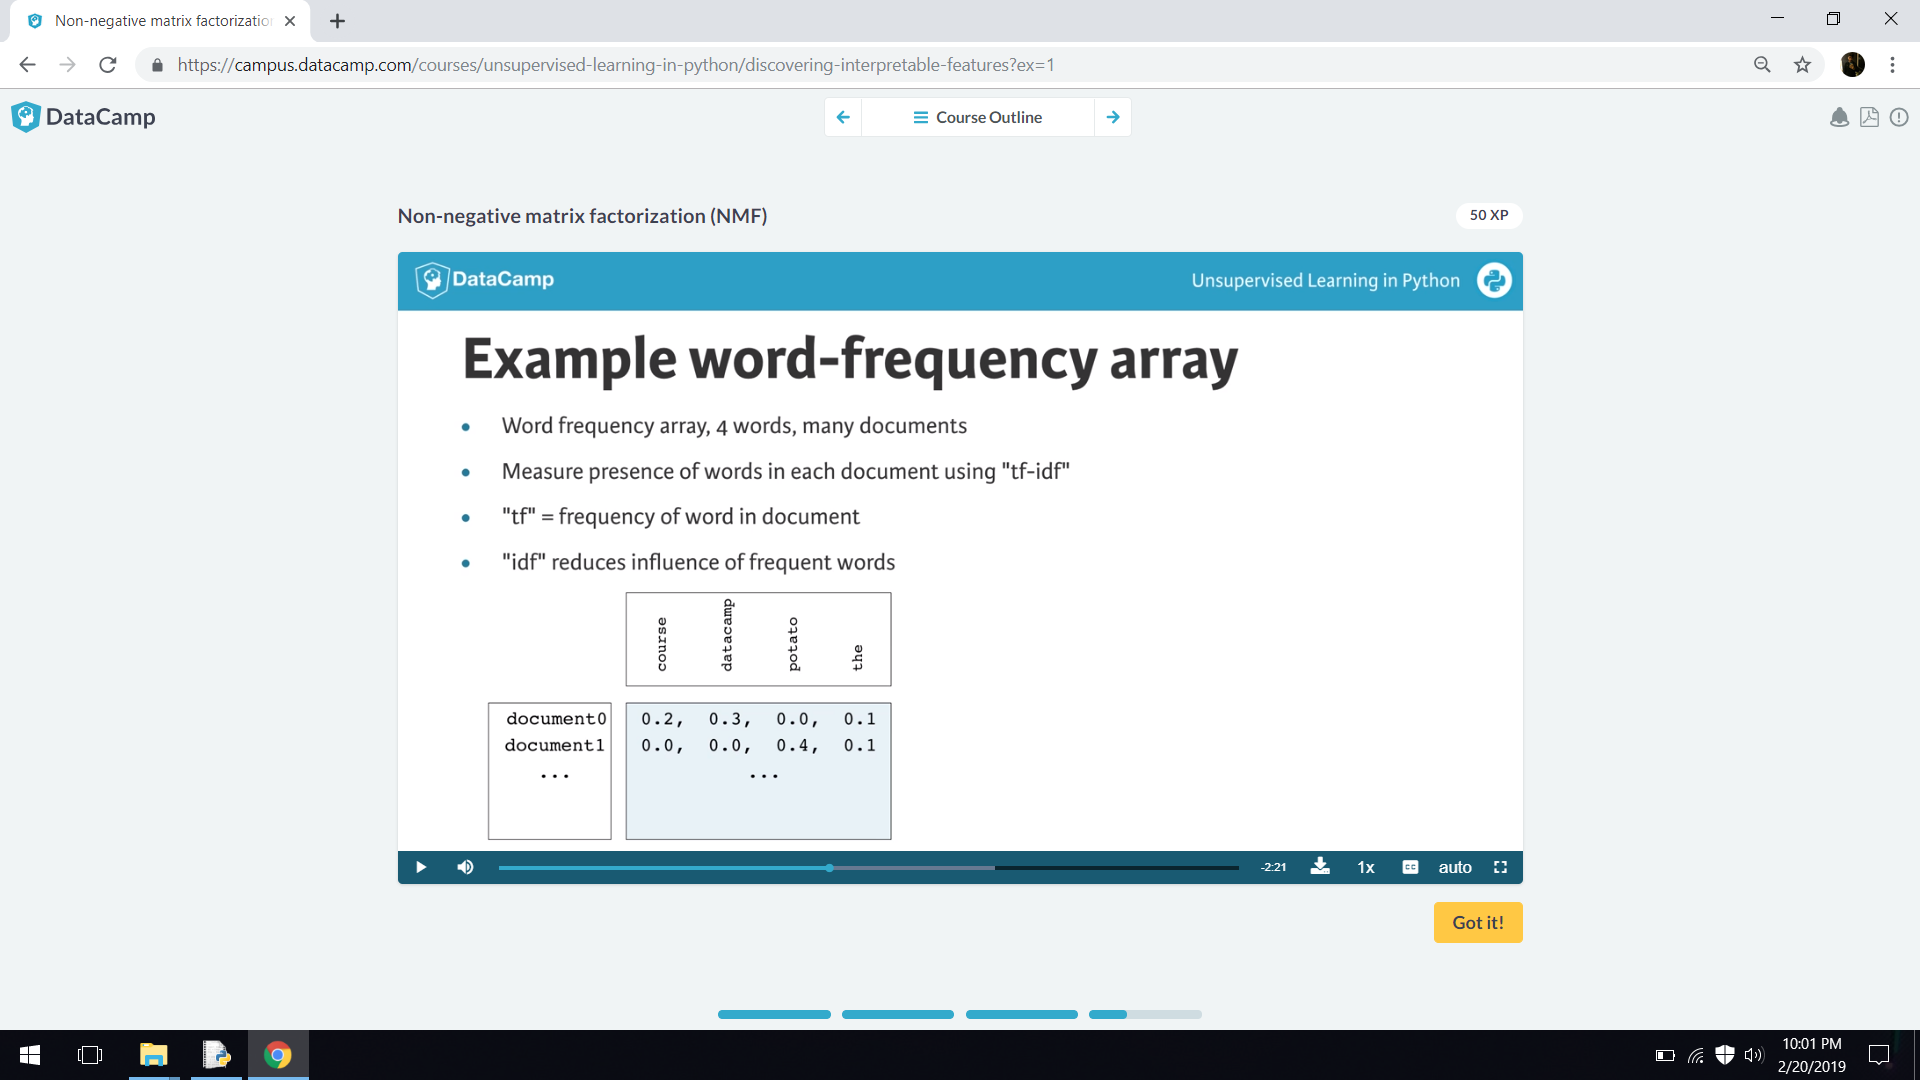 Non-negative matrix factorizatio
https://campus.datacamp.com/courses/unsupervised-learning-in-python/discovering-interpretable-features?ex=1
DataCamp
Course Outline
Non-negative matrix factorization (NMF)
50 XP
DataCamp
Unsupervised Learning in Python
Example word-frequency array
• Word frequency array, 4 words, many documents
• Measure presence of words in each document using "tf-idf"
• "tf" = frequency of word in document
• "idf" reduces influence of frequent words
course datacamp potato the
document0 0.2, 0.3, 0.0, 0.1
document1 0.0, 0.0, 0.4, 0.1
... ...
-2:21
1x
CC
auto
Got it!
10:01 PM
2/20/2019